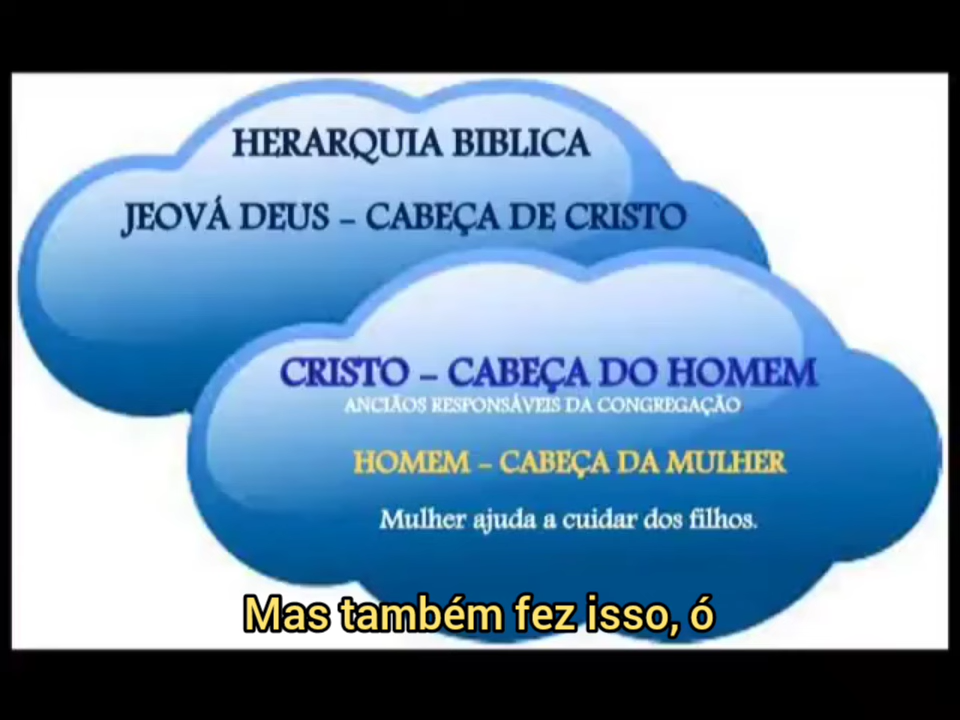 HERARQUIA BIBLICA
JEOVÁ DEUS – CABEÇA DE CRISTO
CRISTO – CABEÇA DO HOMEM
ANCIÃOS RESPONSÁVEIS DA CONGREGAÇÃO
HOMEM – CABEÇA DA MULHER
Mulher ajuda a cuidar dos filhos.
Mas também fez isso, ó